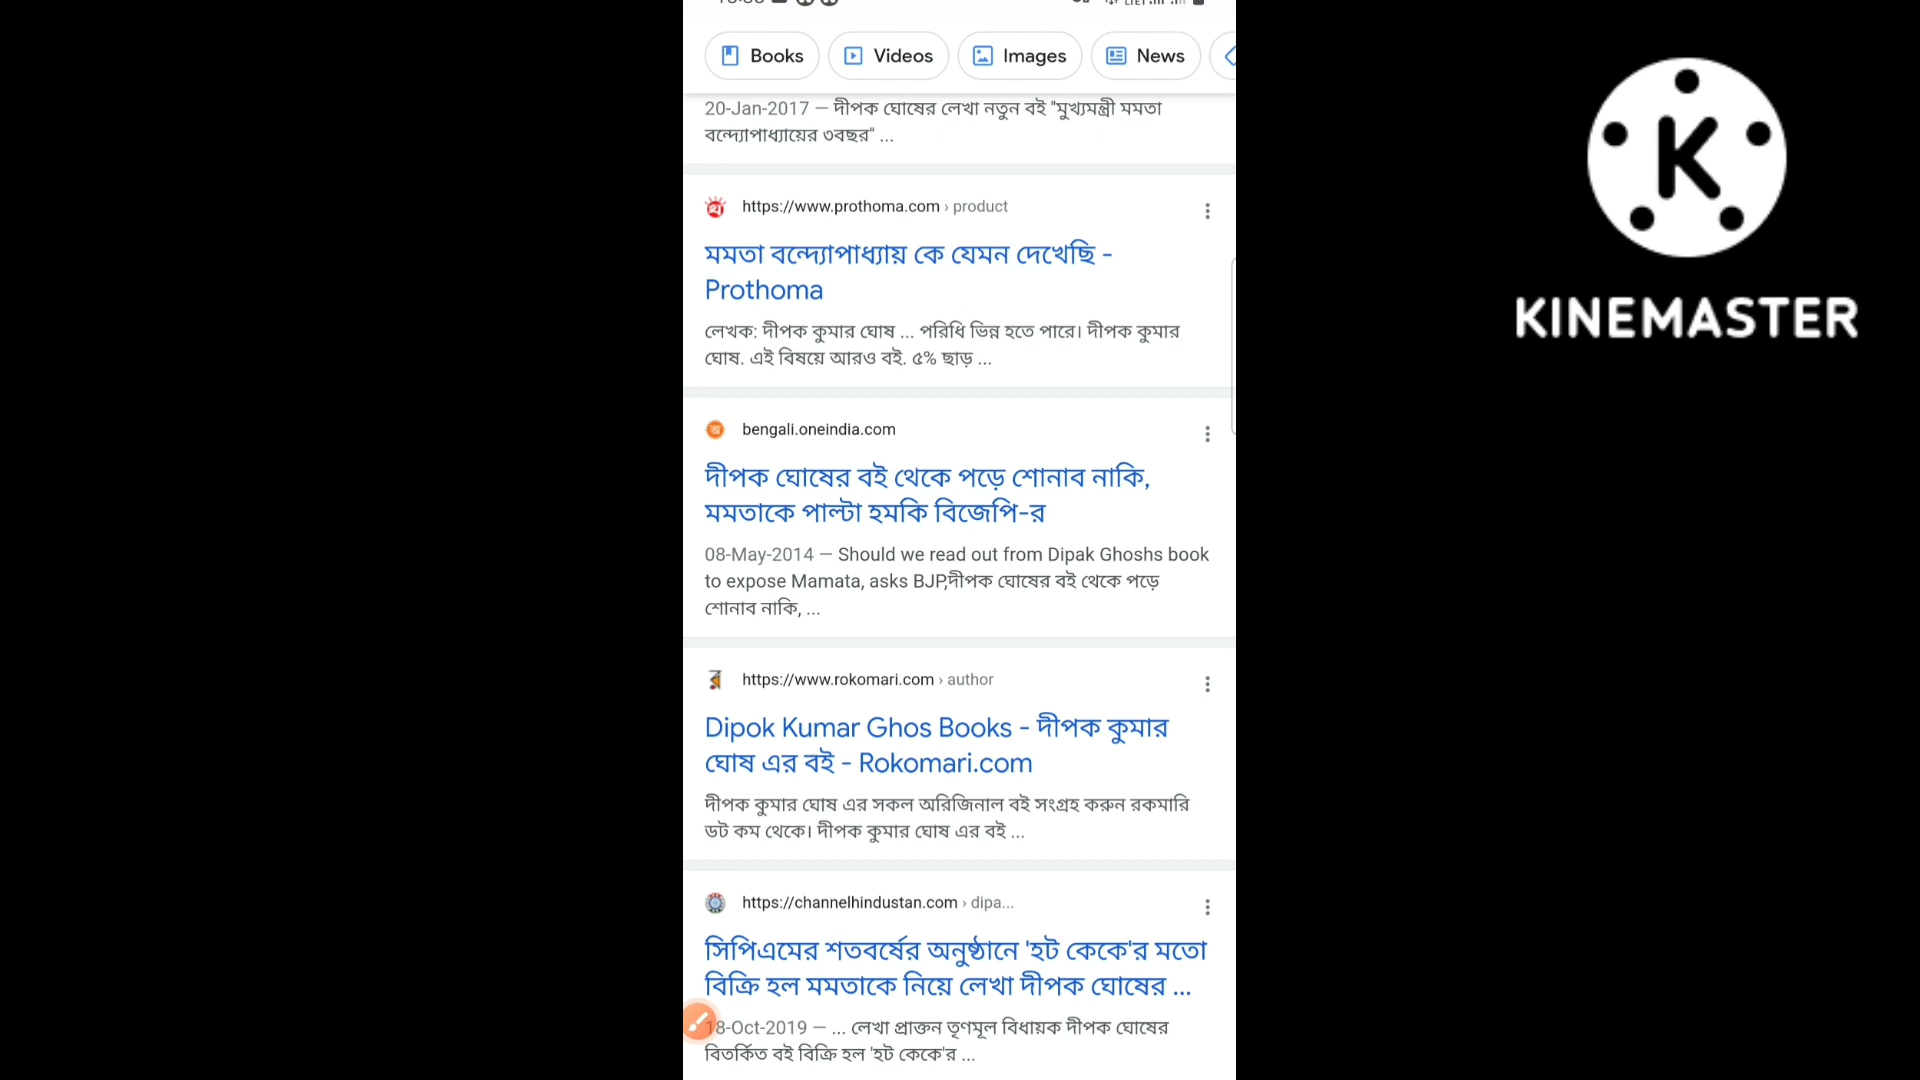 Books
Videos
Images
News
20-Jan-2017 — দীপক ঘোষের লেখা নতুন বই "মুখ্যমন্ত্রী মমতা
বন্দ্যোপাধ্যায়ের ৩বছর" ...
https://www.prothoma.com › product
মমতা বন্দ্যোপাধ্যায় কে যেমন দেখেছি -
Prothoma
লেখক: দীপক কুমার ঘোষ ... পরিধি ভিন্ন হতে পারে। দীপক কুমার
ঘোষ. এই বিষয়ে আরও বই. ৫% ছাড় ...
bengali.oneindia.com
দীপক ঘোষের বই থেকে পড়ে শোনাব নাকি,
মমতাকে পাল্টা হমকি বিজেপি-র
08-May-2014 — Should we read out from Dipak Ghoshs book
to expose Mamata, asks BJP,দীপক ঘোষের বই থেকে পড়ে
শোনাব নাকি, ...
https://www.rokomari.com › author
Dipok Kumar Ghos Books - দীপক কুমার
ঘোষ এর বই - Rokomari.com
দীপক কুমার ঘোষ এর সকল অরিজিনাল বই সংগ্রহ করুন রকমারি
ডট কম থেকে। দীপক কুমার ঘোষ এর বই ...
https://channelhindustan.com › dipa...
সিপিএমের শতবর্ষের অনুষ্ঠানে 'হট কেকে'র মতো
বিক্রি হল মমতাকে নিয়ে লেখা দীপক ঘোষের ...
18-Oct-2019 — ... লেখা প্রাক্তন তৃণমূল বিধায়ক দীপক ঘোষের
বিতর্কিত বই বিক্রি হল 'হট কেকে'র ...
K
KINEMASTER